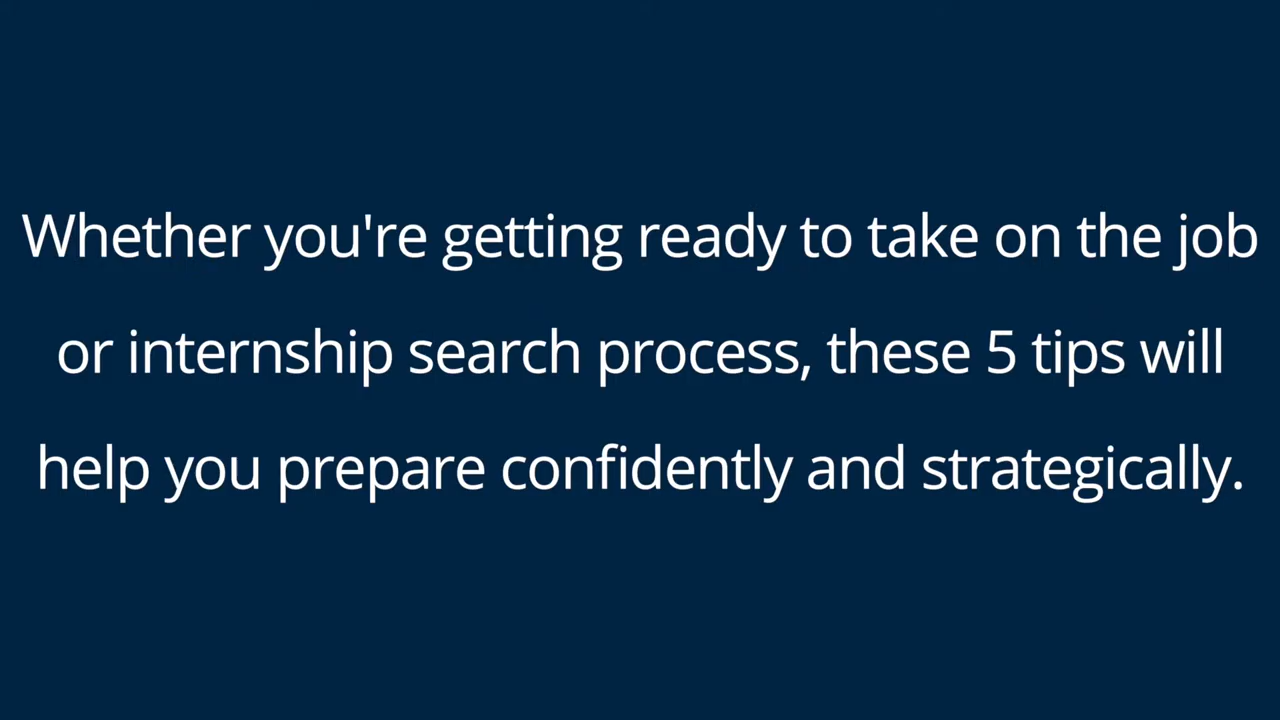 Whether you're getting ready to take on the job
or internship search process, these 5 tips will
help you prepare confidently and strategically.